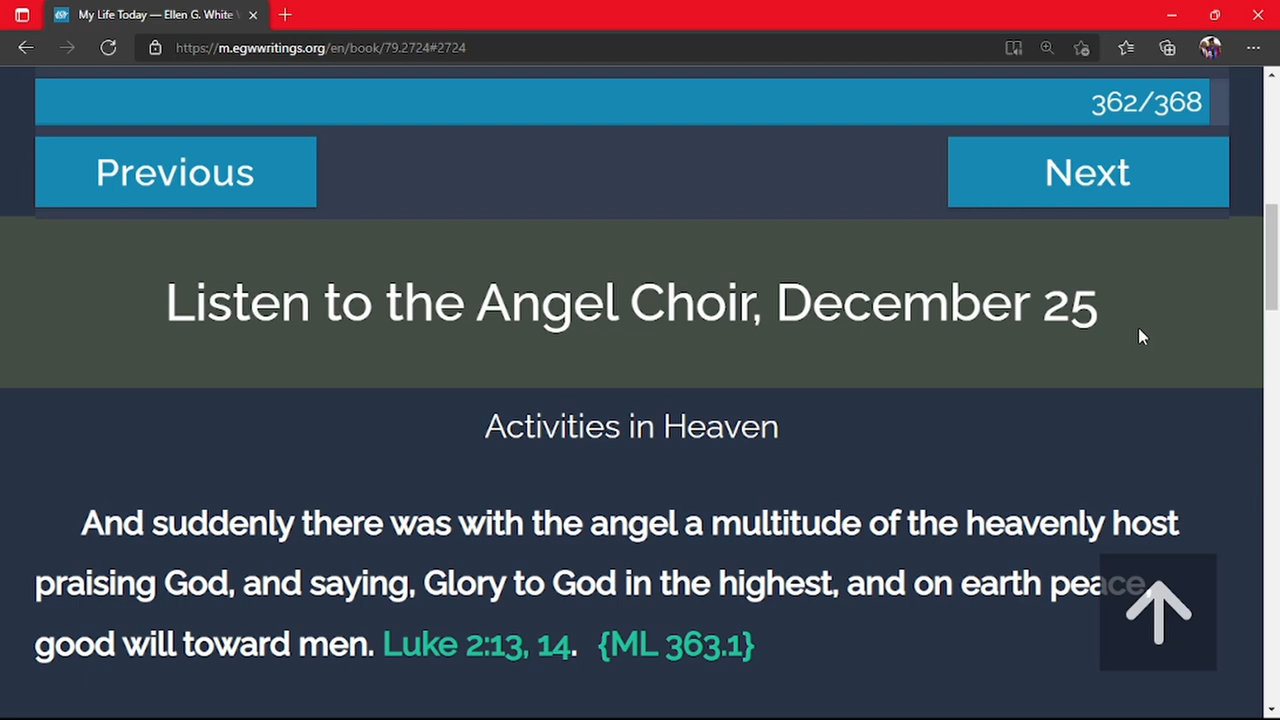 My Life Today — Ellen G. White
https://m.egwwritings.org/en/book/79.2724#2724
362/368
Previous
Next
Listen to the Angel Choir, December 25
Activities in Heaven
And suddenly there was with the angel a multitude of the heavenly host
praising God, and saying, Glory to God in the highest, and on earth peace,
good will toward men. Luke 2:13, 14. {ML 363.1}